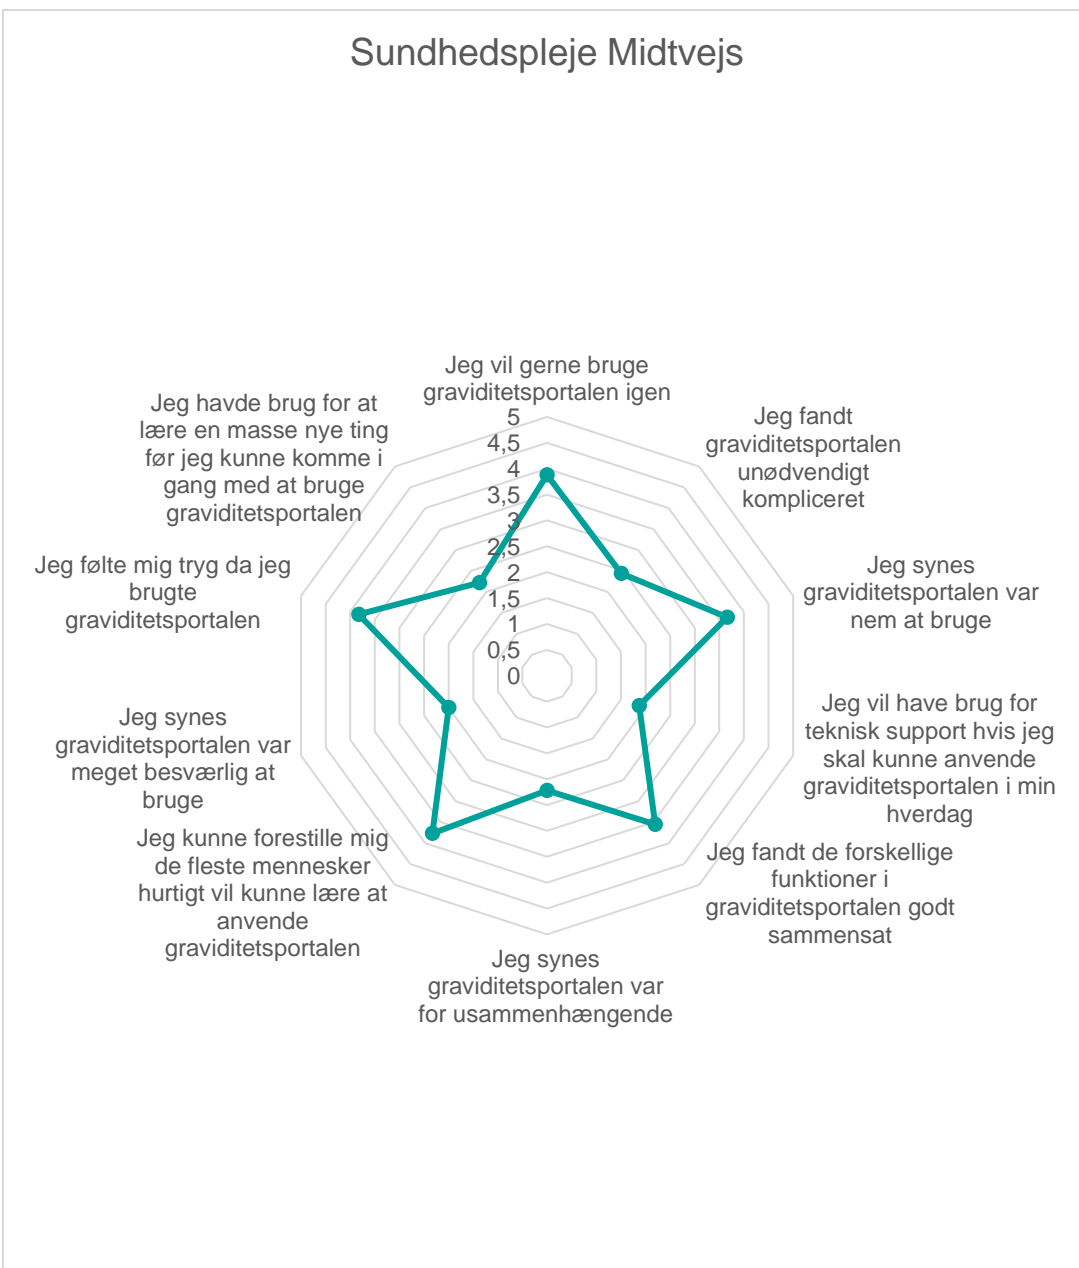 Sundhedspleje Midtvejs
Jeg vil gerne bruge
graviditetsportalen igen
Jeg fandt
graviditetsportalen
unødvendigt
kompliceret
Jeg synes
graviditetsportalen var
nem at bruge
Jeg vil have brug for
teknisk support hvis jeg
skal kunne anvende
graviditetsportalen i min
hverdag
Jeg fandt de forskellige
funktioner i
graviditetsportalen godt
sammensat
Jeg synes
graviditetsportalen var
for usammenhængende
Jeg kunne forestille mig
de fleste mennesker
hurtigt vil kunne lære at
anvende
graviditetsportalen
Jeg synes
graviditetsportalen var
meget besværlig at
bruge
Jeg følte mig tryg da jeg
brugte
graviditetsportalen
Jeg havde brug for at
lære en masse nye ting
før jeg kunne komme i
gang med at bruge
graviditetsportalen
5
4,5
4
3,5
3
2,5
2
1,5
1
0,5
0